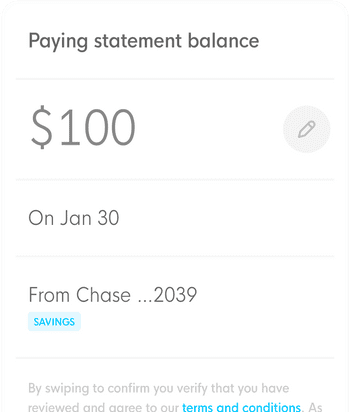 Paying statement balance
$100
On Jan 30
From Chase ...2039
SAVINGS
By swiping to confirm you verify that you have
reviewed and agree to our terms and conditions. As